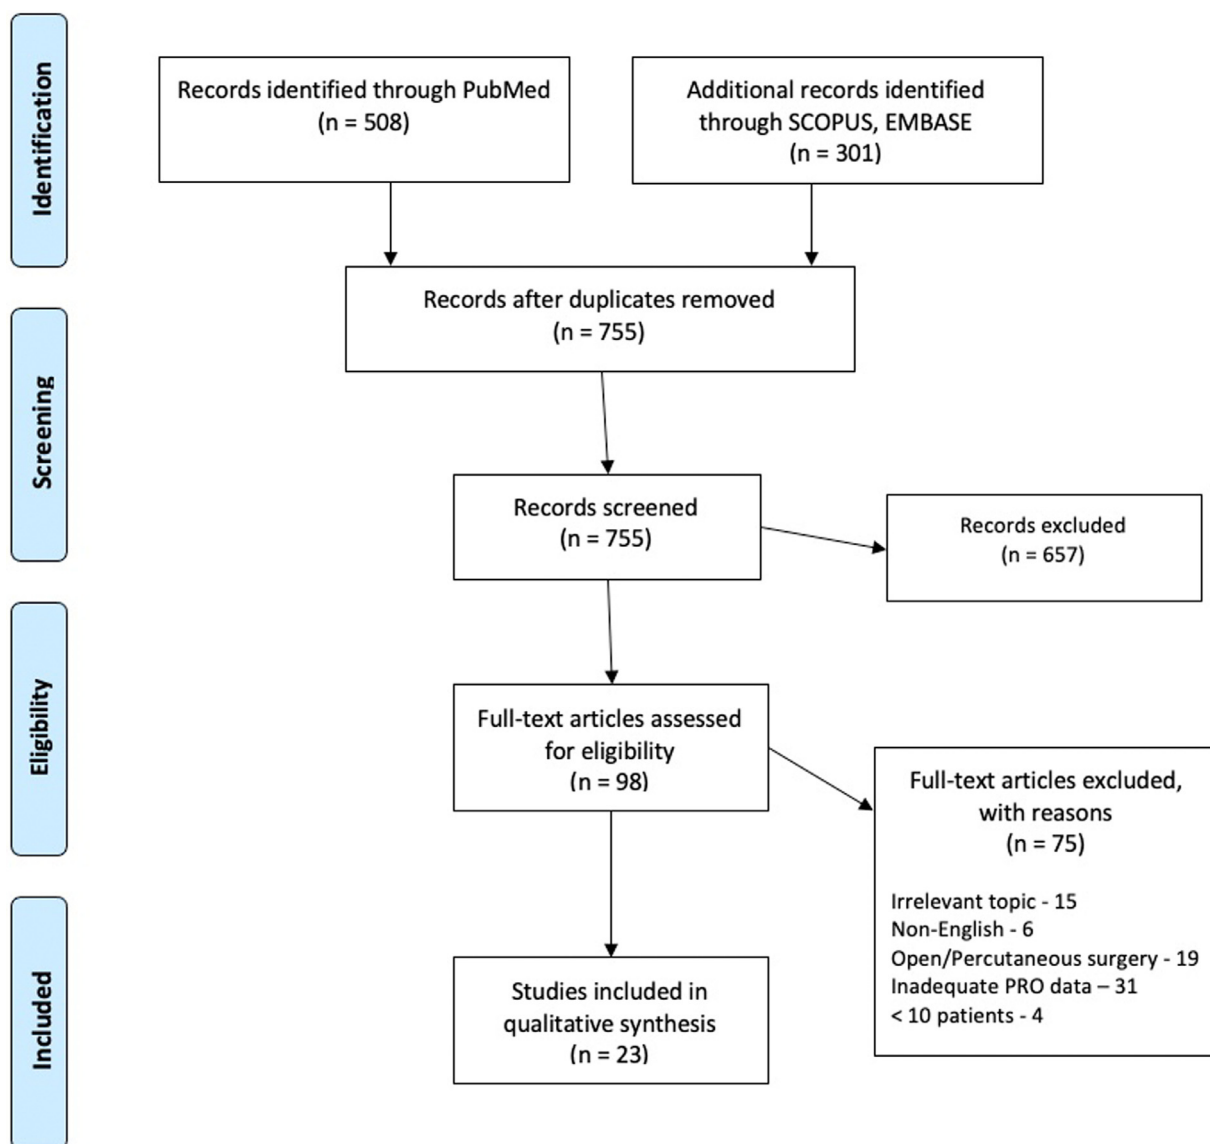 Identification
Records identified through PubMed
(n = 508)
Additional records identified
through SCOPUS, EMBASE
(n = 301)
Records after duplicates removed
(n = 755)
Screening
Records screened
(n = 755)
Records excluded
(n = 657)
Eligibility
Full-text articles assessed
for eligibility
(n = 98)
Full-text articles excluded,
with reasons
(n = 75)
Irrelevant topic - 15
Non-English - 6
Open/Percutaneous surgery - 19
Inadequate PRO data – 31
< 10 patients - 4
Included
Studies included in
qualitative synthesis
(n = 23)